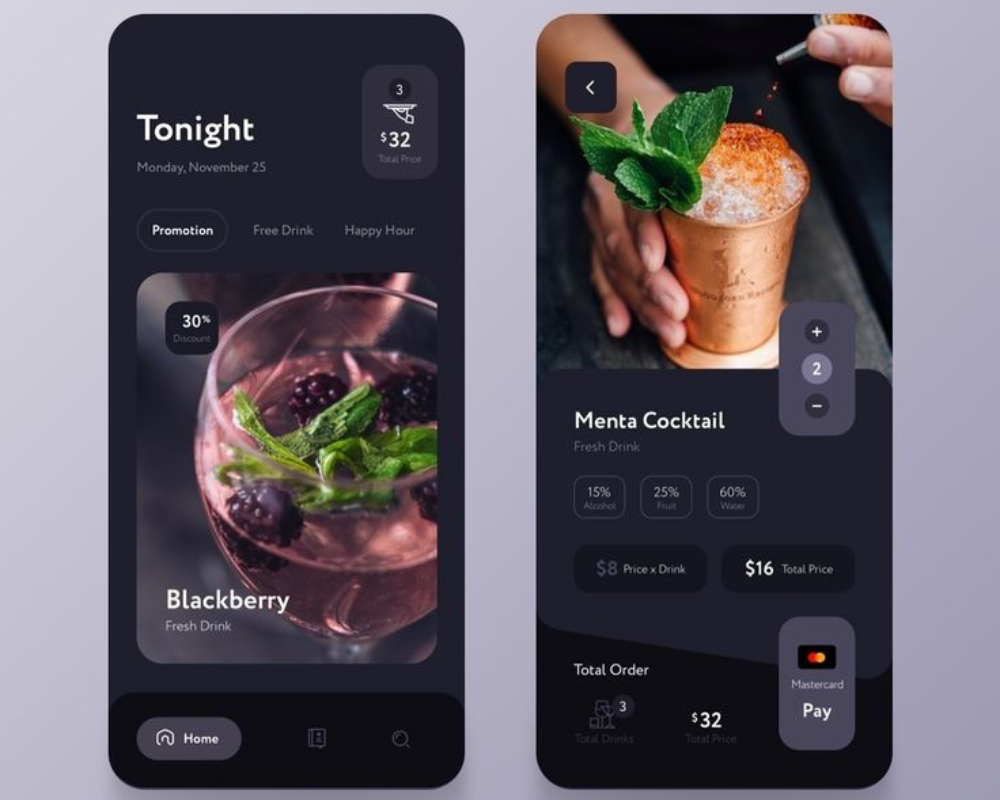 3
$32
Total Price
Tonight
Monday, November 25
Promotion
Free Drink
Happy Hour
30%
Discount
Blackberry
Fresh Drink
Home
+
2
−
Menta Cocktail
Fresh Drink
15%
Alcohol
25%
Fruit
60%
Water
$8 Price x Drink
$16 Total Price
Total Order
3
Total Drinks
$32
Total Price
Mastercard
Pay